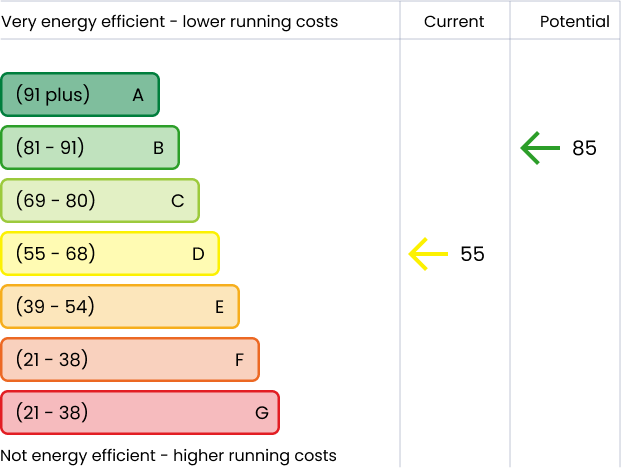 Very energy efficient - lower running costs Current Potential
(91 plus) A
(81 - 91) B 85
(69 - 80) C
(55 - 68) D 55
(39 - 54) E
(21 - 38) F
(21 - 38) G
Not energy efficient - higher running costs